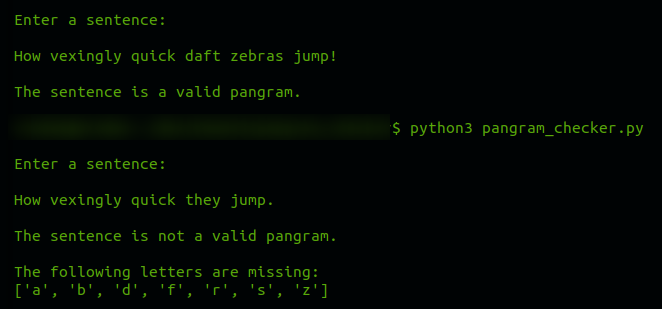 Enter a sentence:
How vexingly quick daft zebras jump!
The sentence is a valid pangram.
$ python3 pangram_checker.py
Enter a sentence:
How vexingly quick they jump.
The sentence is not a valid pangram.
The following letters are missing:
['a', 'b', 'd', 'f', 'r', 's', 'z']